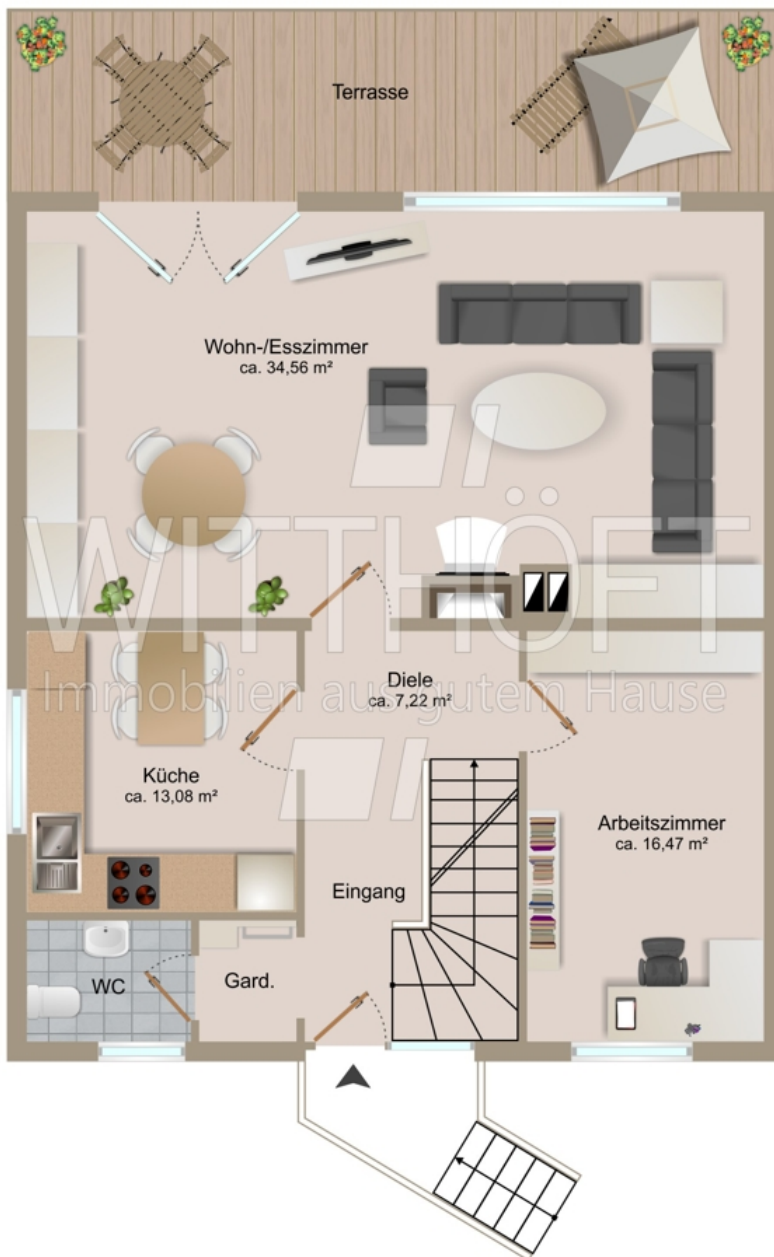 Terrasse
Wohn-/Esszimmer
ca. 34,56 m²
WITTHÖFT
Immobilien aus gutem Hause
Diele
ca. 7,22 m²
Küche
ca. 13,08 m²
Arbeitszimmer
ca. 16,47 m²
Eingang
WC
Gard.